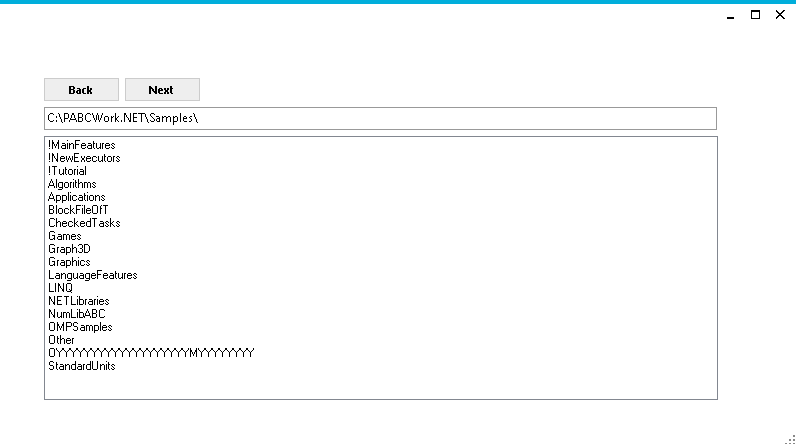 Back Next
C:\PABCWork.NET\Samples\
!MainFeatures
!NewExecutors
!Tutorial
Algorithms
Applications
BlockFileOfT
CheckedTasks
Games
Graph3D
Graphics
LanguageFeatures
LINQ
NETLibraries
NumLibABC
OMPSamples
Other
OYYYYYYYYYYYYYYYYYYYMYYYYYYYY
StandardUnits